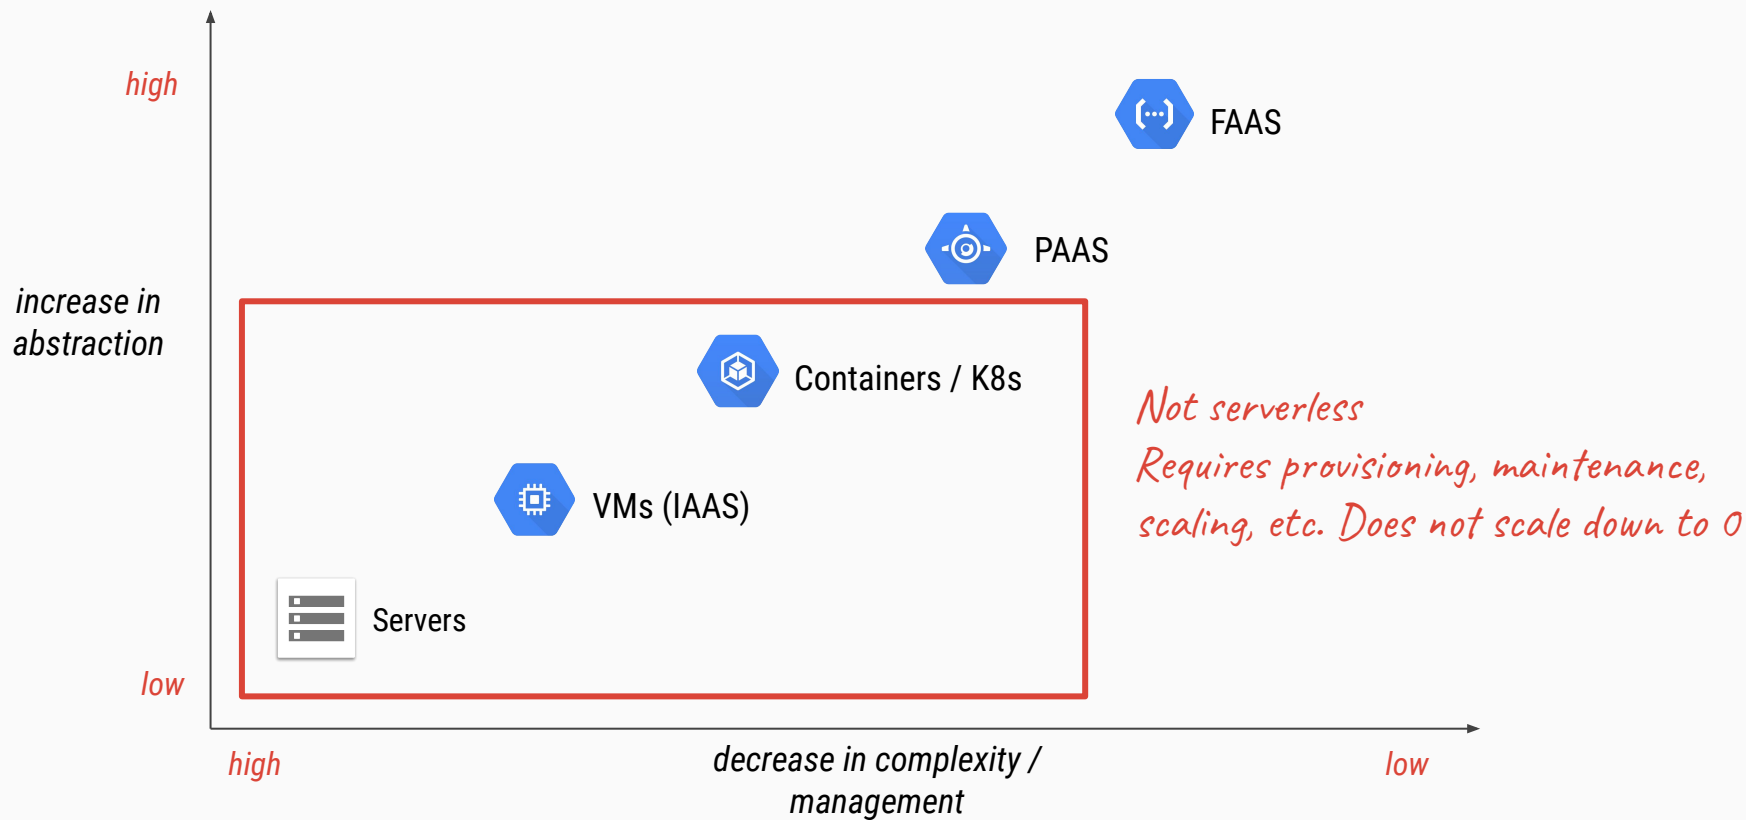 high
FAAS
PAAS
increase in
abstraction
Containers / K8s
Not serverless
Requires provisioning, maintenance,
scaling, etc. Does not scale down to 0
VMs (IAAS)
Servers
low
high
decrease in complexity /
management
low